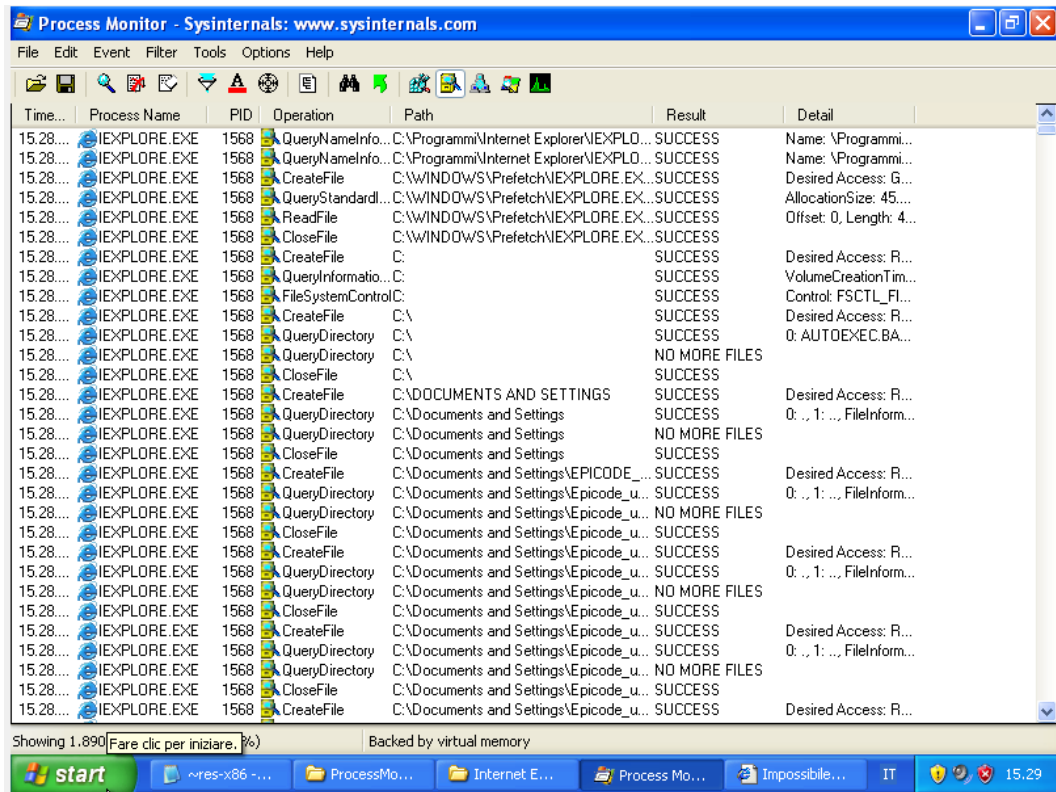 Process Monitor - Sysinternals: www.sysinternals.com
File Edit Event Filter Tools Options Help
Time... Process Name PID Operation Path Result Detail
15.28.... IEXPLORE.EXE 1568 QueryNameInfo... C:\Programmi\Internet Explorer\IEXPLO... SUCCESS Name: \Programmi...
15.28.... IEXPLORE.EXE 1568 QueryNameInfo... C:\Programmi\Internet Explorer\IEXPLO... SUCCESS Name: \Programmi...
15.28.... IEXPLORE.EXE 1568 CreateFile C:\WINDOWS\Prefetch\IEXPLORE.EX... SUCCESS Desired Access: G...
15.28.... IEXPLORE.EXE 1568 QueryStandardI... C:\WINDOWS\Prefetch\IEXPLORE.EX... SUCCESS AllocationSize: 45....
15.28.... IEXPLORE.EXE 1568 ReadFile C:\WINDOWS\Prefetch\IEXPLORE.EX... SUCCESS Offset: 0, Length: 4...
15.28.... IEXPLORE.EXE 1568 CloseFile C:\WINDOWS\Prefetch\IEXPLORE.EX... SUCCESS
15.28.... IEXPLORE.EXE 1568 CreateFile C: SUCCESS Desired Access: R...
15.28.... IEXPLORE.EXE 1568 QueryInformatio... C: SUCCESS VolumeCreationTim...
15.28.... IEXPLORE.EXE 1568 FileSystemControl C: SUCCESS Control: FSCTL_FI...
15.28.... IEXPLORE.EXE 1568 CreateFile C:\ SUCCESS Desired Access: R...
15.28.... IEXPLORE.EXE 1568 QueryDirectory C:\ SUCCESS 0: AUTOEXEC.BA...
15.28.... IEXPLORE.EXE 1568 QueryDirectory C:\ NO MORE FILES
15.28.... IEXPLORE.EXE 1568 CloseFile C:\ SUCCESS
15.28.... IEXPLORE.EXE 1568 CreateFile C:\DOCUMENTS AND SETTINGS SUCCESS Desired Access: R...
15.28.... IEXPLORE.EXE 1568 QueryDirectory C:\Documents and Settings SUCCESS 0: ., 1: .., FileInform...
15.28.... IEXPLORE.EXE 1568 QueryDirectory C:\Documents and Settings NO MORE FILES
15.28.... IEXPLORE.EXE 1568 CloseFile C:\Documents and Settings SUCCESS
15.28.... IEXPLORE.EXE 1568 CreateFile C:\Documents and Settings\EPICODE_... SUCCESS Desired Access: R...
15.28.... IEXPLORE.EXE 1568 QueryDirectory C:\Documents and Settings\Epicode_u... SUCCESS 0: ., 1: .., FileInform...
15.28.... IEXPLORE.EXE 1568 QueryDirectory C:\Documents and Settings\Epicode_u... NO MORE FILES
15.28.... IEXPLORE.EXE 1568 CloseFile C:\Documents and Settings\Epicode_u... SUCCESS
15.28.... IEXPLORE.EXE 1568 CreateFile C:\Documents and Settings\Epicode_u... SUCCESS Desired Access: R...
15.28.... IEXPLORE.EXE 1568 QueryDirectory C:\Documents and Settings\Epicode_u... SUCCESS 0: ., 1: .., FileInform...
15.28.... IEXPLORE.EXE 1568 QueryDirectory C:\Documents and Settings\Epicode_u... NO MORE FILES
15.28.... IEXPLORE.EXE 1568 CloseFile C:\Documents and Settings\Epicode_u... SUCCESS
15.28.... IEXPLORE.EXE 1568 CreateFile C:\Documents and Settings\Epicode_u... SUCCESS Desired Access: R...
15.28.... IEXPLORE.EXE 1568 QueryDirectory C:\Documents and Settings\Epicode_u... SUCCESS 0: ., 1: .., FileInform...
15.28.... IEXPLORE.EXE 1568 QueryDirectory C:\Documents and Settings\Epicode_u... NO MORE FILES
15.28.... IEXPLORE.EXE 1568 CloseFile C:\Documents and Settings\Epicode_u... SUCCESS
15.28.... IEXPLORE.EXE 1568 CreateFile C:\Documents and Settings\Epicode_u... SUCCESS Desired Access: R...
Showing 1.890 Fare clic per iniziare. %) Backed by virtual memory
start ~res-x86 -... ProcessMo... Internet E... Process Mo... Impossibile... IT 15.29